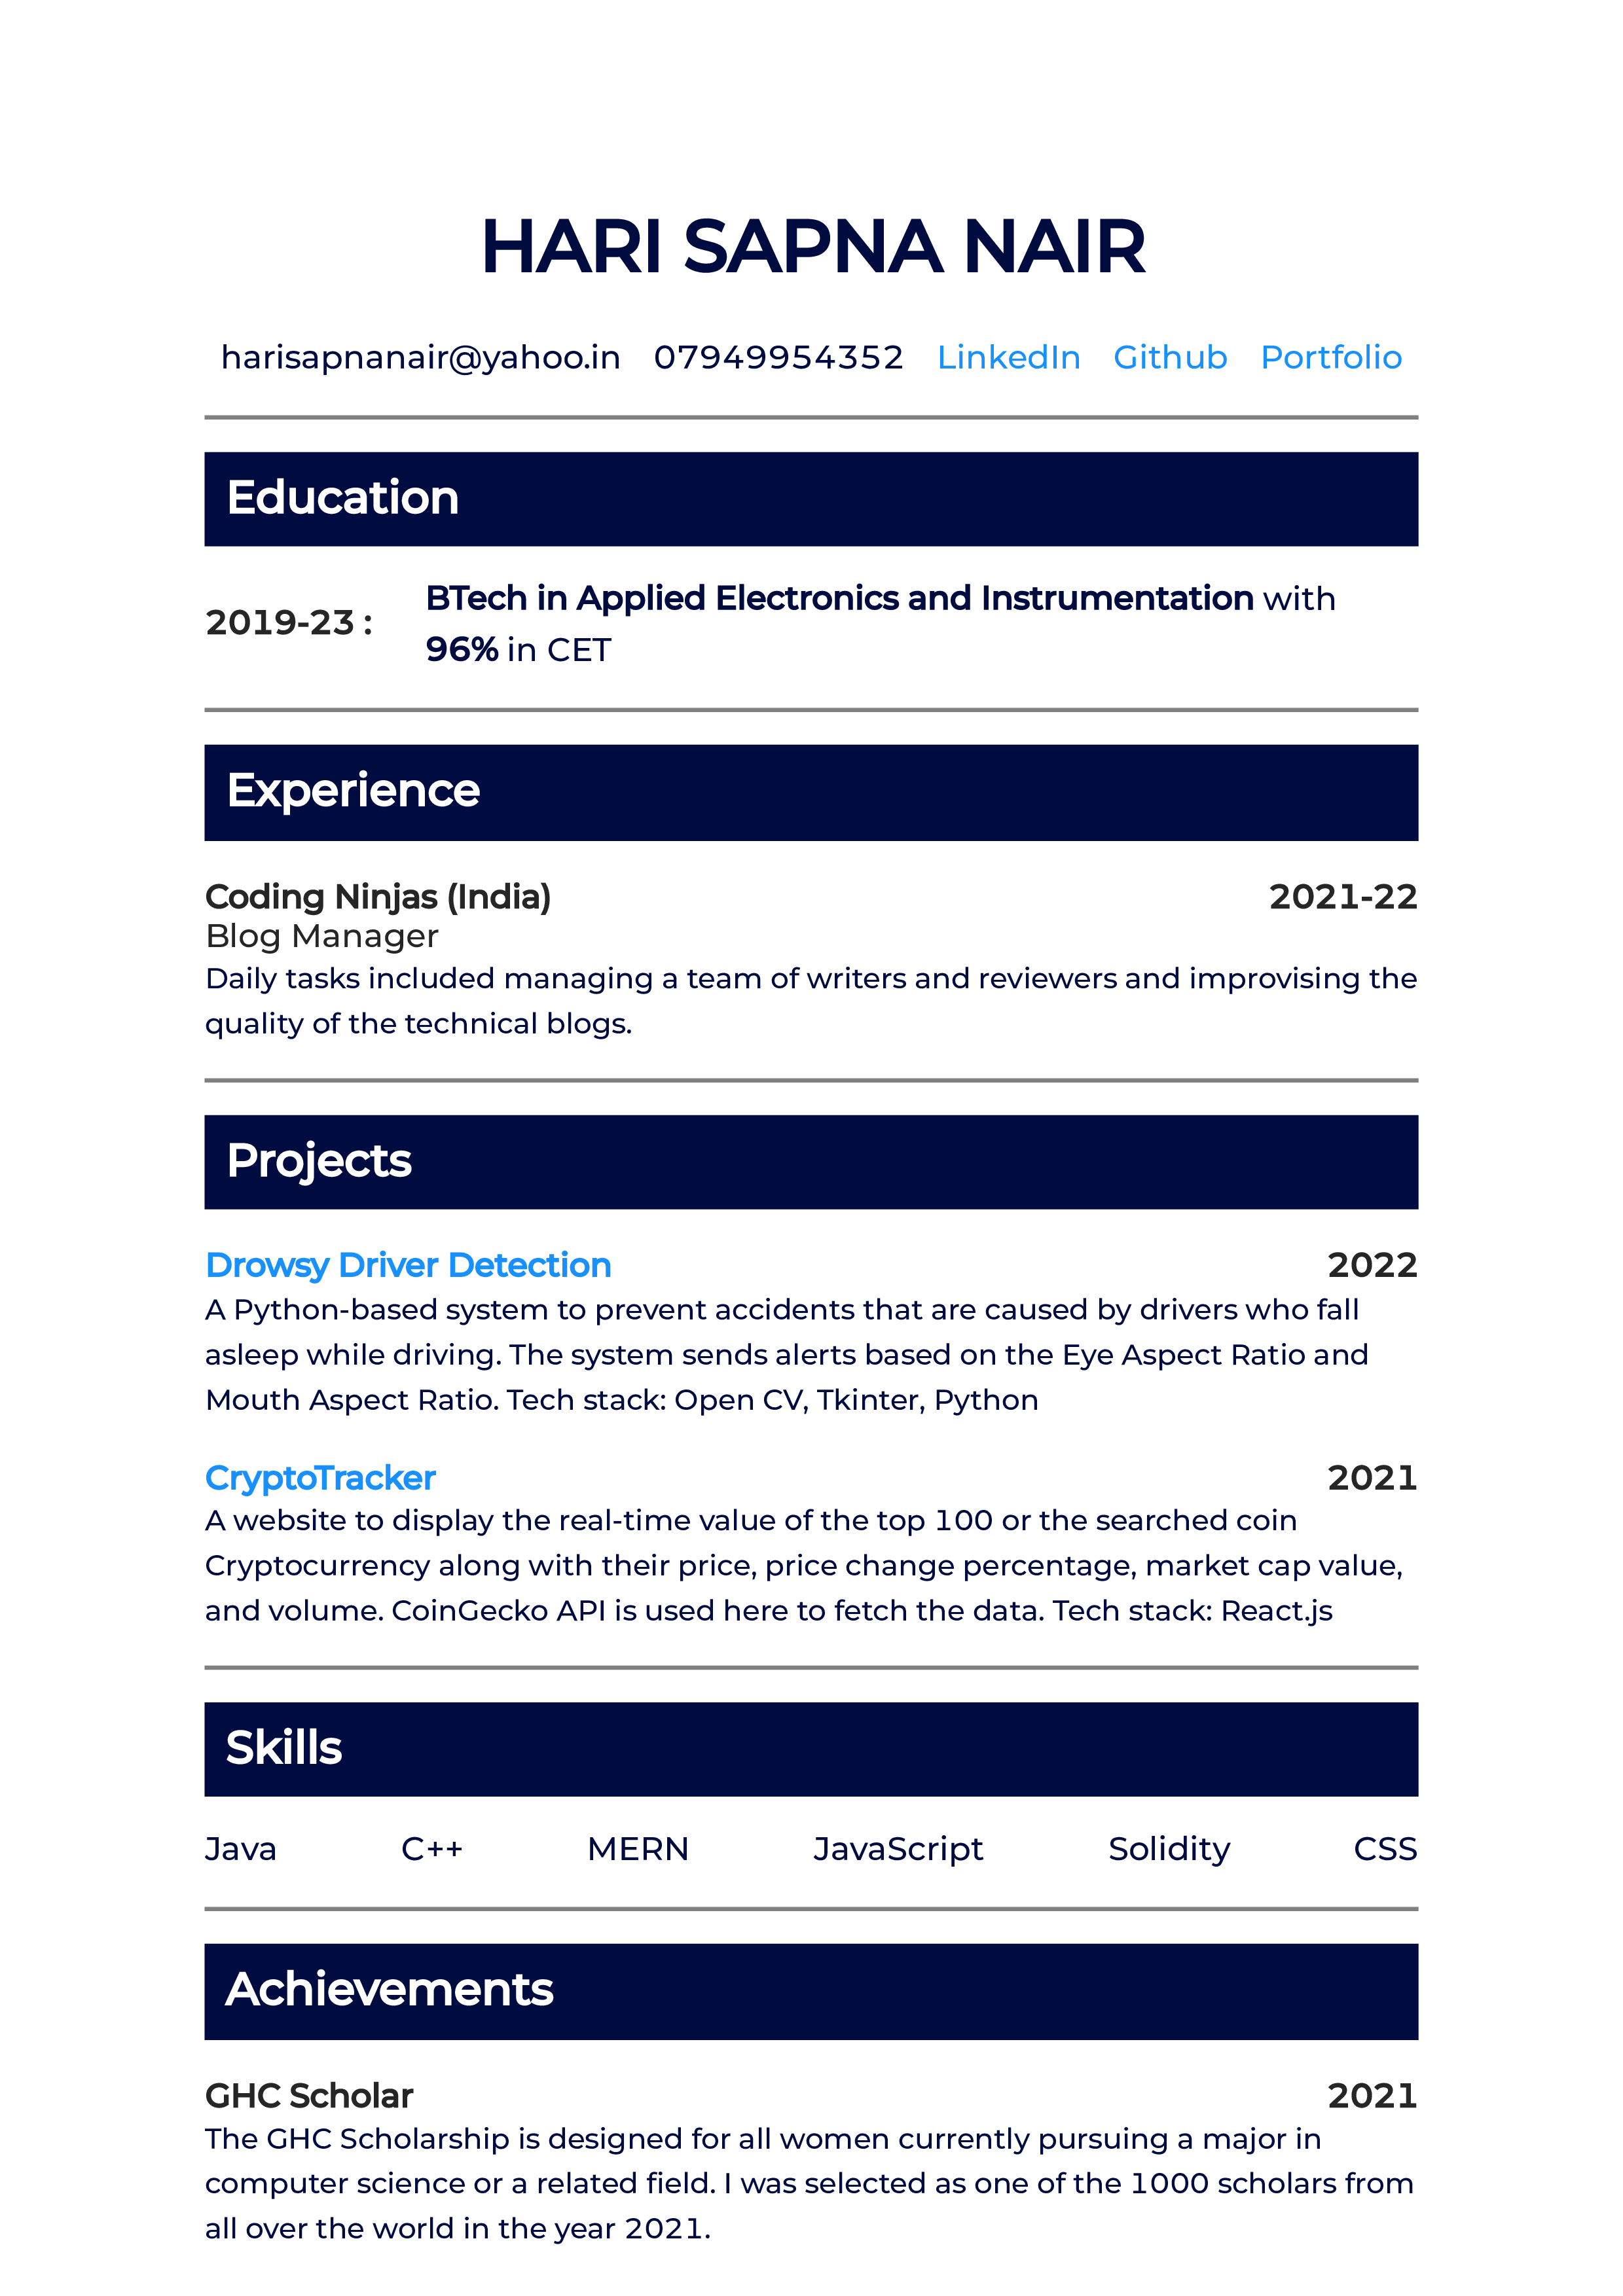 HARI SAPNA NAIR
harisapnanair@yahoo.in 07949954352 LinkedIn Github Portfolio
Education
2019-23 : BTech in Applied Electronics and Instrumentation with
96% in CET
Experience
Coding Ninjas (India) 2021-22
Blog Manager
Daily tasks included managing a team of writers and reviewers and improvising the
quality of the technical blogs.
Projects
Drowsy Driver Detection 2022
A Python-based system to prevent accidents that are caused by drivers who fall
asleep while driving. The system sends alerts based on the Eye Aspect Ratio and
Mouth Aspect Ratio. Tech stack: Open CV, Tkinter, Python
CryptoTracker 2021
A website to display the real-time value of the top 100 or the searched coin
Cryptocurrency along with their price, price change percentage, market cap value,
and volume. CoinGecko API is used here to fetch the data. Tech stack: React.js
Skills
Java C++ MERN JavaScript Solidity CSS
Achievements
GHC Scholar 2021
The GHC Scholarship is designed for all women currently pursuing a major in
computer science or a related field. I was selected as one of the 1000 scholars from
all over the world in the year 2021.